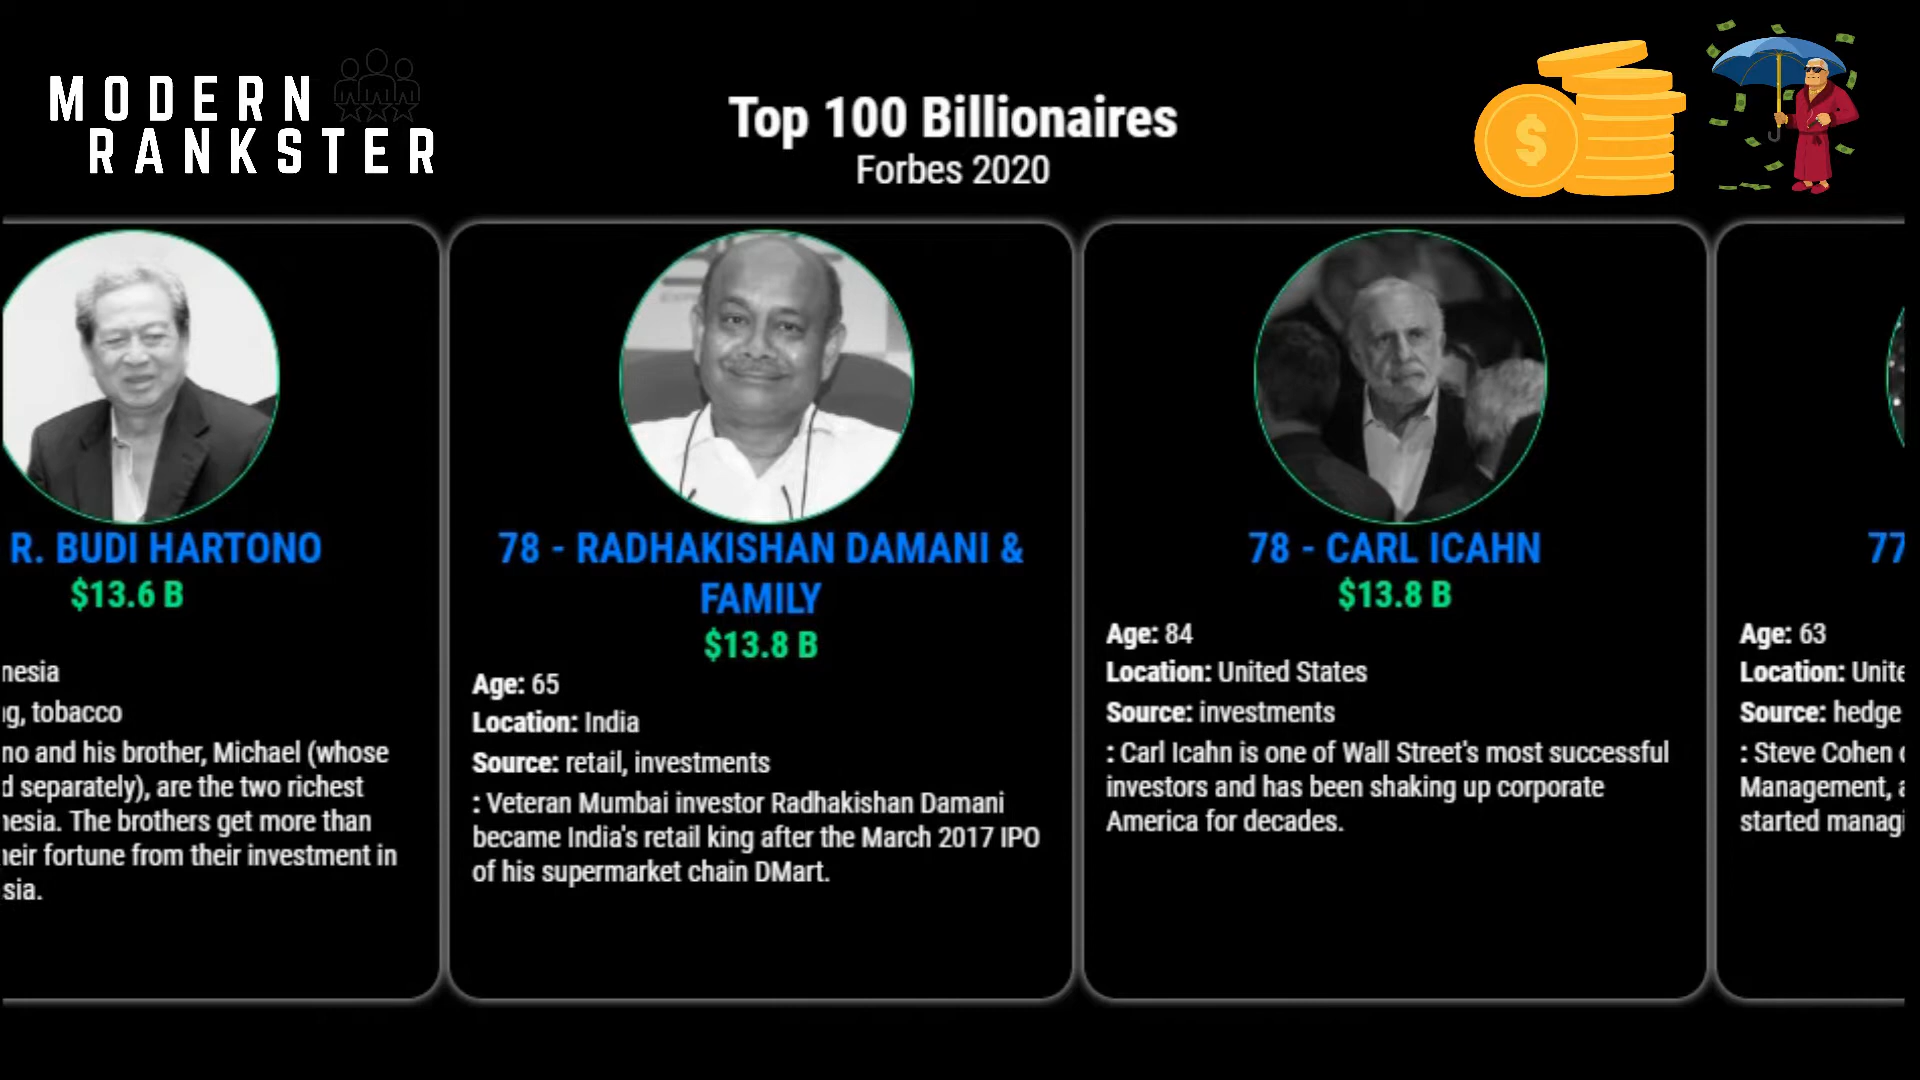 MODERN
RANKSTER
Top 100 Billionaires
Forbes 2020
$
R. BUDI HARTONO
$13.6 B
nesia
tobacco
no and his brother, Michael (whose
d separately), are the two richest
nesia. The brothers get more than
heir fortune from their investment in
sia.
78 - RADHAKISHAN DAMANI &
FAMILY
$13.8 B
Age: 65
Location: India
Source: retail, investments
: Veteran Mumbai investor Radhakishan Damani
became India's retail king after the March 2017 IPO
of his supermarket chain DMart.
78 - CARL ICAHN
$13.8 B
Age: 84
Location: United States
Source: investments
: Carl Icahn is one of Wall Street's most successful
investors and has been shaking up corporate
America for decades.
77
Age: 63
Location: Unite
Source: hedge
: Steve Cohen
Management,
started managi